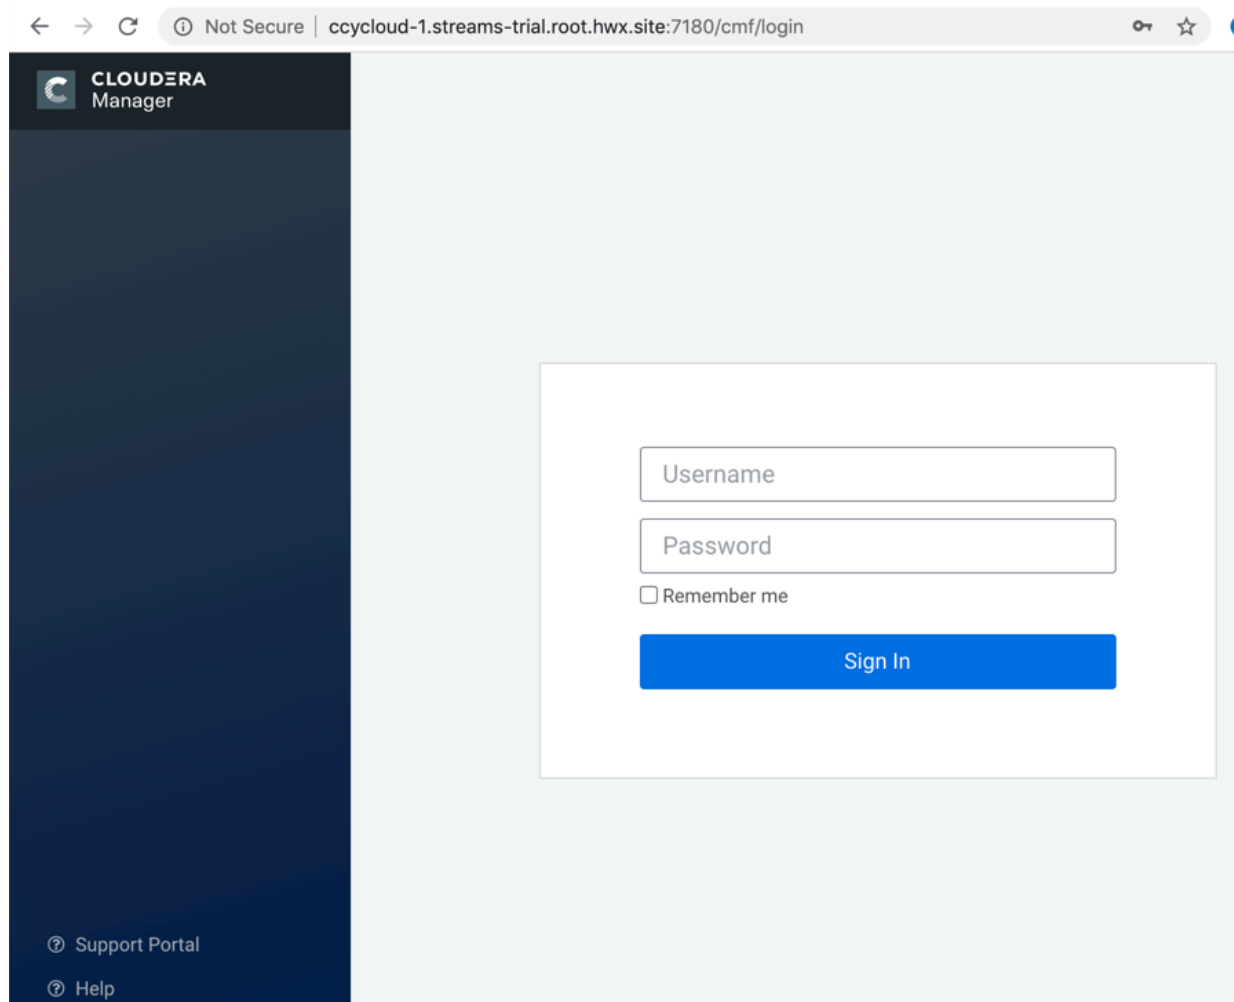 Not Secure | ccycloud-1.streams-trial.root.hwx.site:7180/cmf/login
CLOUDERA
Manager
Username
Password
Remember me
Sign In
Support Portal
Help